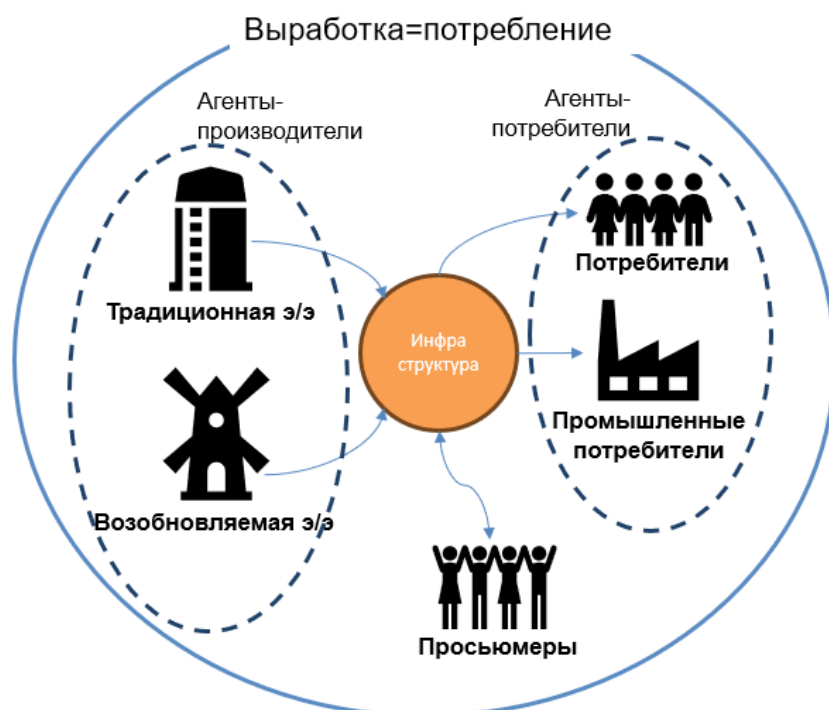 Выработка=потребление
Агенты-
производители
Агенты-
потребители
Традиционная э/э
Возобновляемая э/э
Инфра
структура
Потребители
Промышленные
потребители
Просьюмеры